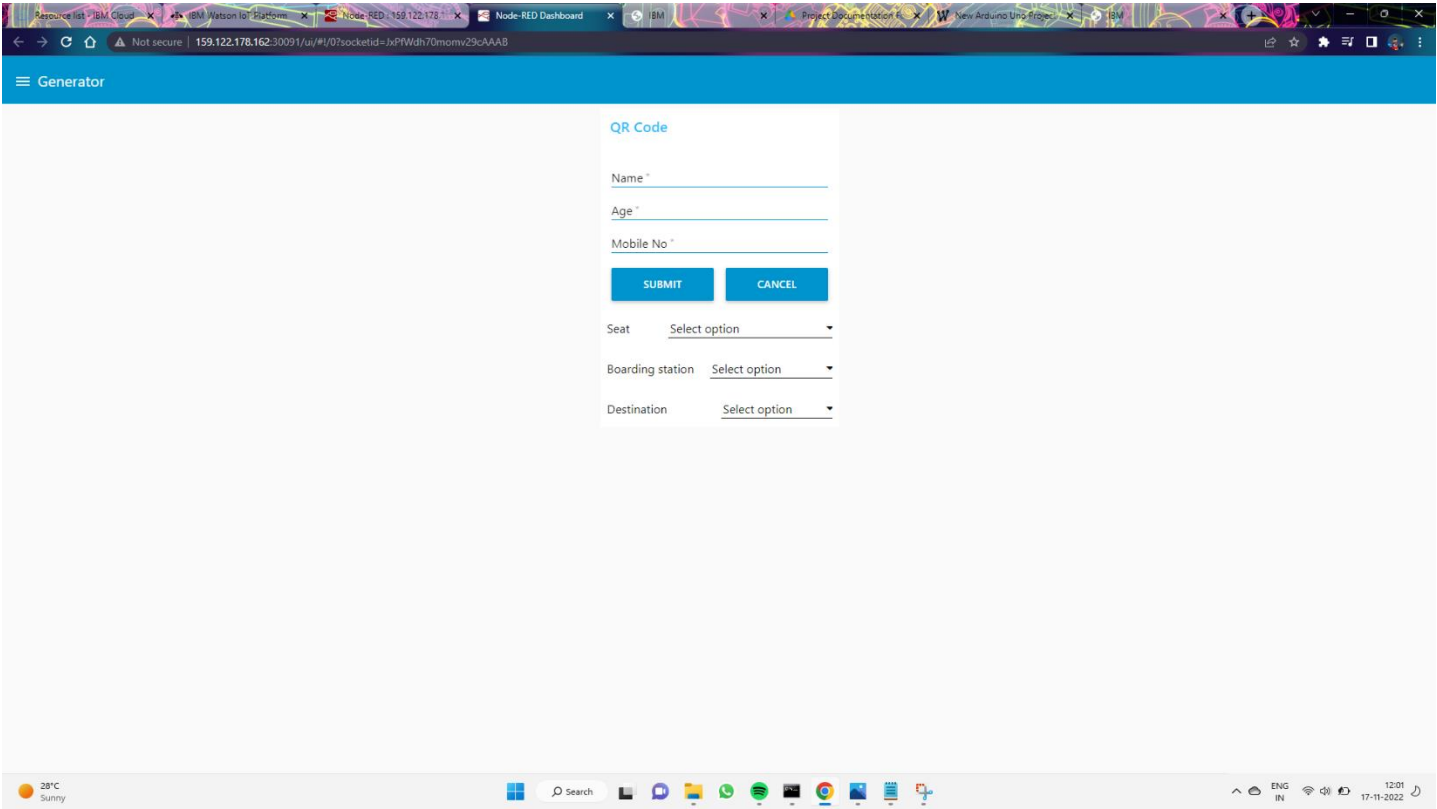 Resource list - IBM Cloud
IBM Watson IoT Platform
Node-RED : 159.122.178.
Node-RED Dashboard
IBM
Project Documentation F
New Arduino Uno Projec
IBM
Not secure | 159.122.178.162:30091/ui/#!/0?socketid=JxPfWdh70momv29cAAAB
Generator
QR Code
Name *
Age *
Mobile No *
SUBMIT CANCEL
Seat Select option
Boarding station Select option
Destination Select option
28°C
Sunny
Search
ENG
IN
12:01
17-11-2022